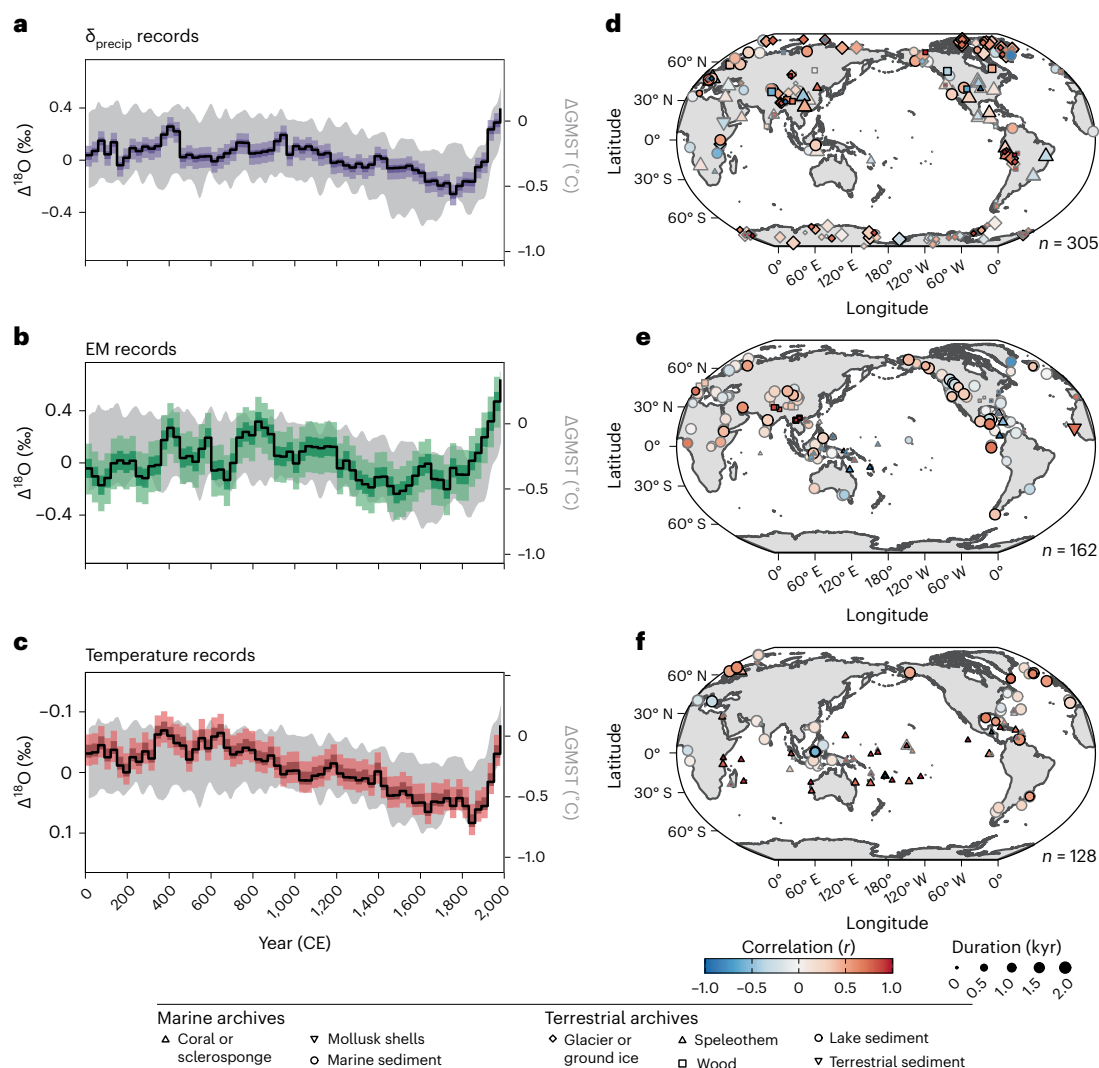 a
δprecip records
0.4
0
−0.4
Δ18O (‰)
0
−0.5
−1.0
ΔGMST (°C)
b
EM records
0.4
0
−0.4
Δ18O (‰)
0
−0.5
−1.0
ΔGMST (°C)
c
Temperature records
−0.1
0
0.1
Δ18O (‰)
0
−0.5
−1.0
ΔGMST (°C)
0 200 400 600 800 1,000 1,200 1,400 1,600 1,800 2,000
Year (CE)
d
60° N
30° N
0°
30° S
60° S
Latitude
n = 305
0° 60° E 120° E 180° 120° W 60° W 0°
Longitude
e
60° N
30° N
0°
30° S
60° S
Latitude
n = 162
0° 60° E 120° E 180° 120° W 60° W 0°
Longitude
f
60° N
30° N
0°
30° S
60° S
Latitude
n = 128
0° 60° E 120° E 180° 120° W 60° W 0°
Longitude
Correlation (r)
−1.0 −0.5 0 0.5 1.0
Duration (kyr)
0 0.5 1.0 1.5 2.0
Marine archives
Coral or
sclerosponge
Mollusk shells
Marine sediment
Terrestrial archives
Glacier or
ground ice
Speleothem
Wood
Lake sediment
Terrestrial sediment